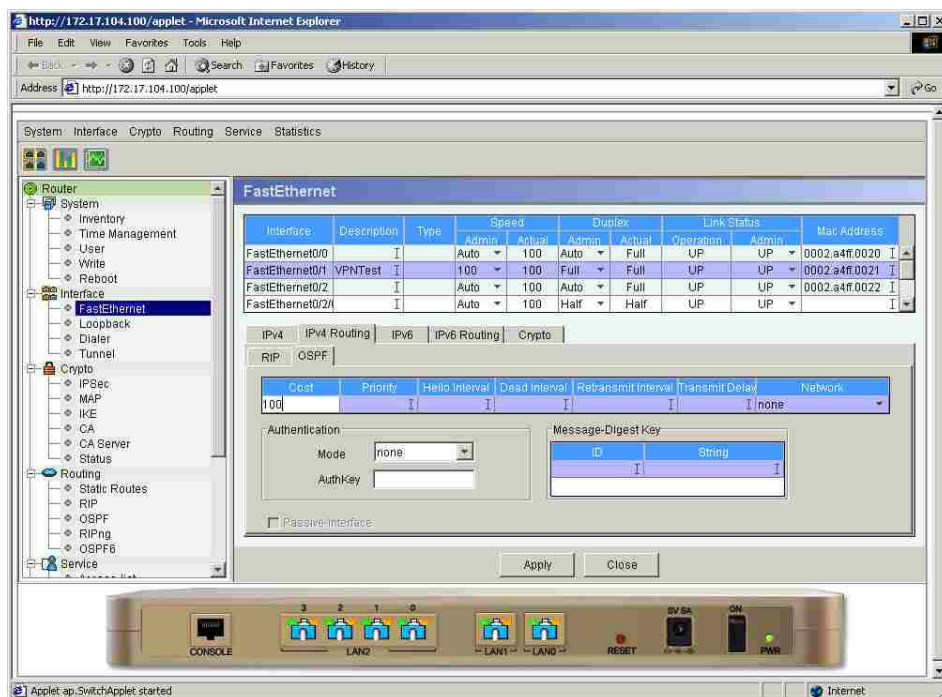 http://172.17.104.100/applet - Microsoft Internet Explorer
File Edit View Favorites Tools Help
Back Search Favorites History
Address http://172.17.104.100/applet Go
System Interface Crypto Routing Service Statistics
Router
System
Inventory
Time Management
User
Write
Reboot
Interface
FastEthernet
Loopback
Dialer
Tunnel
Crypto
IPSec
MAP
IKE
CA
CA Server
Status
Routing
Static Routes
RIP
OSPF
RIPng
OSPF6
Service
FastEthernet
Interface Description Type Speed Duplex Link Status Mac Address
Admin Actual Admin Actual Operation Admin
FastEthernet0/0 Auto 100 Auto Full UP UP 0002.a4ff.0020
FastEthernet0/1 VPNTest 100 100 Full Full UP UP 0002.a4ff.0021
FastEthernet0/2 Auto 100 Auto Full UP UP 0002.a4ff.0022
FastEthernet0/2/ Auto 100 Half Half UP UP
IPv4 IPv4 Routing IPv6 IPv6 Routing Crypto
RIP OSPF
Cost Priority Hello Interval Dead Interval Retransmit Interval Transmit Delay Network
100 none
Authentication
Mode none
AuthKey
Message-Digest Key
ID String
Passive-Interface
Apply Close
CONSOLE
3 2 1 0
LAN2
LAN1 LAN0
RESET
5V 5A
ON
PWR
Applet ap.SwitchApplet started Internet